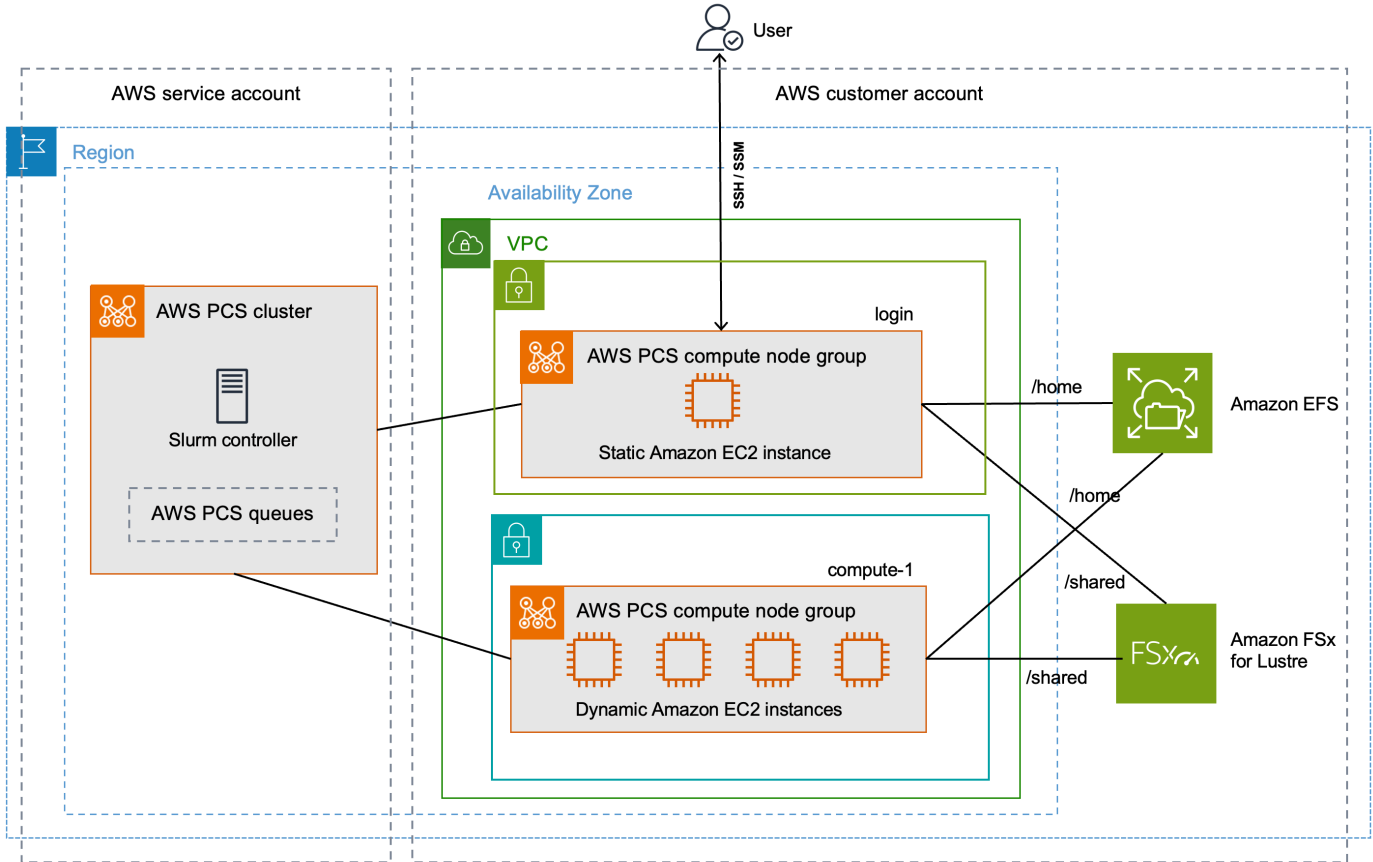 User
AWS service account
AWS customer account
Region
SSH / SSM
Availability Zone
VPC
AWS PCS cluster
login
AWS PCS compute node group
/home
Amazon EFS
Slurm controller
Static Amazon EC2 instance
/home
AWS PCS queues
compute-1
/shared
AWS PCS compute node group
Amazon FSx
for Lustre
FSx
/shared
Dynamic Amazon EC2 instances